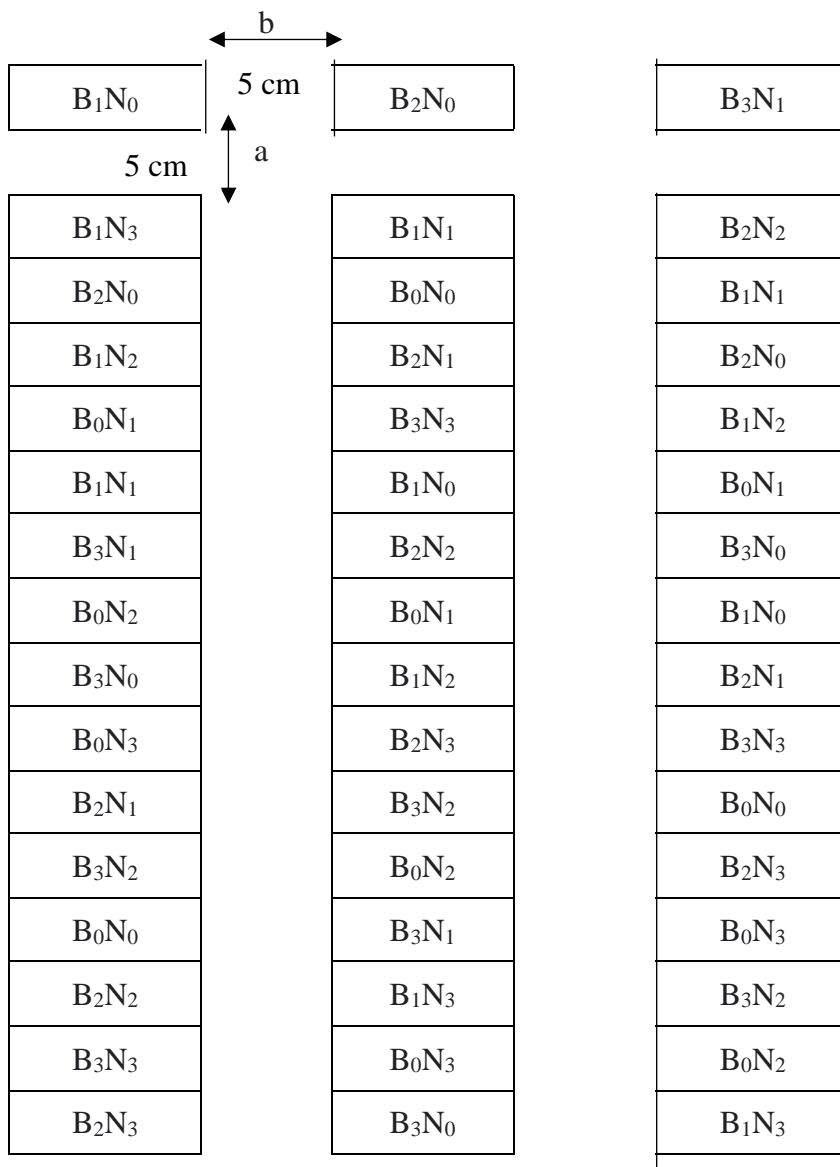 b
B₁N₀ 5 cm B₂N₀ B₃N₁
5 cm a
B₁N₃ B₁N₁ B₂N₂
B₂N₀ B₀N₀ B₁N₁
B₁N₂ B₂N₁ B₂N₀
B₀N₁ B₃N₃ B₁N₂
B₁N₁ B₁N₀ B₀N₁
B₃N₁ B₂N₂ B₃N₀
B₀N₂ B₀N₁ B₁N₀
B₃N₀ B₁N₂ B₂N₁
B₀N₃ B₂N₃ B₃N₃
B₂N₁ B₃N₂ B₀N₀
B₃N₂ B₀N₂ B₂N₃
B₀N₀ B₃N₁ B₀N₃
B₂N₂ B₁N₃ B₃N₂
B₃N₃ B₀N₃ B₀N₂
B₂N₃ B₃N₀ B₁N₃